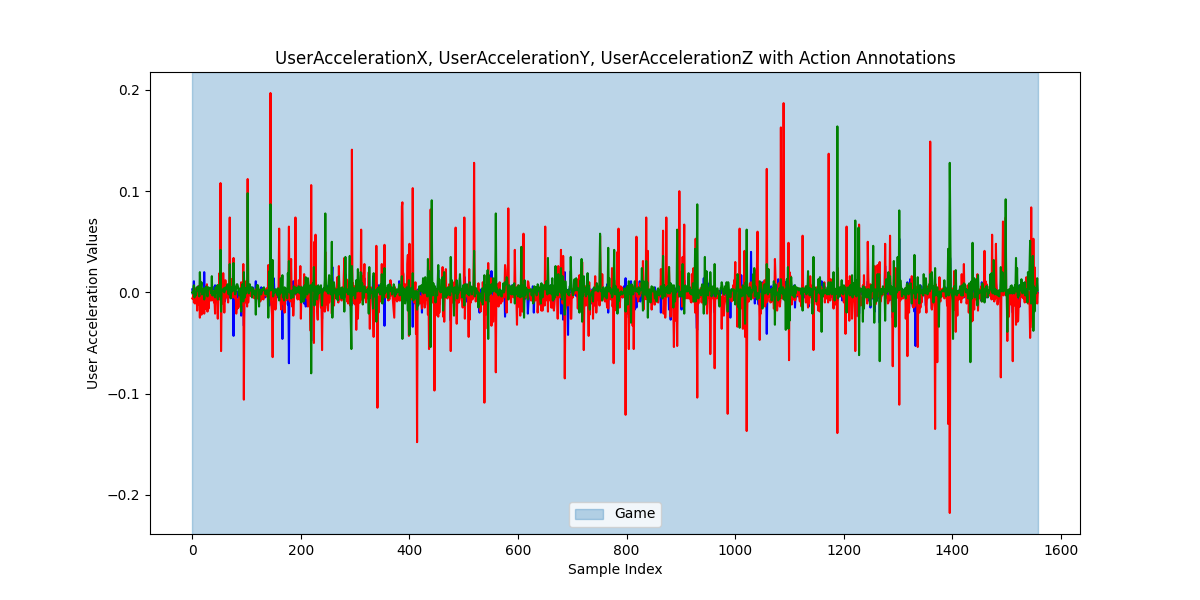 UserAccelerationX, UserAccelerationY, UserAccelerationZ with Action Annotations
User Acceleration Values
0.2
0.1
0.0
−0.1
−0.2
Game
0 200 400 600 800 1000 1200 1400 1600
Sample Index